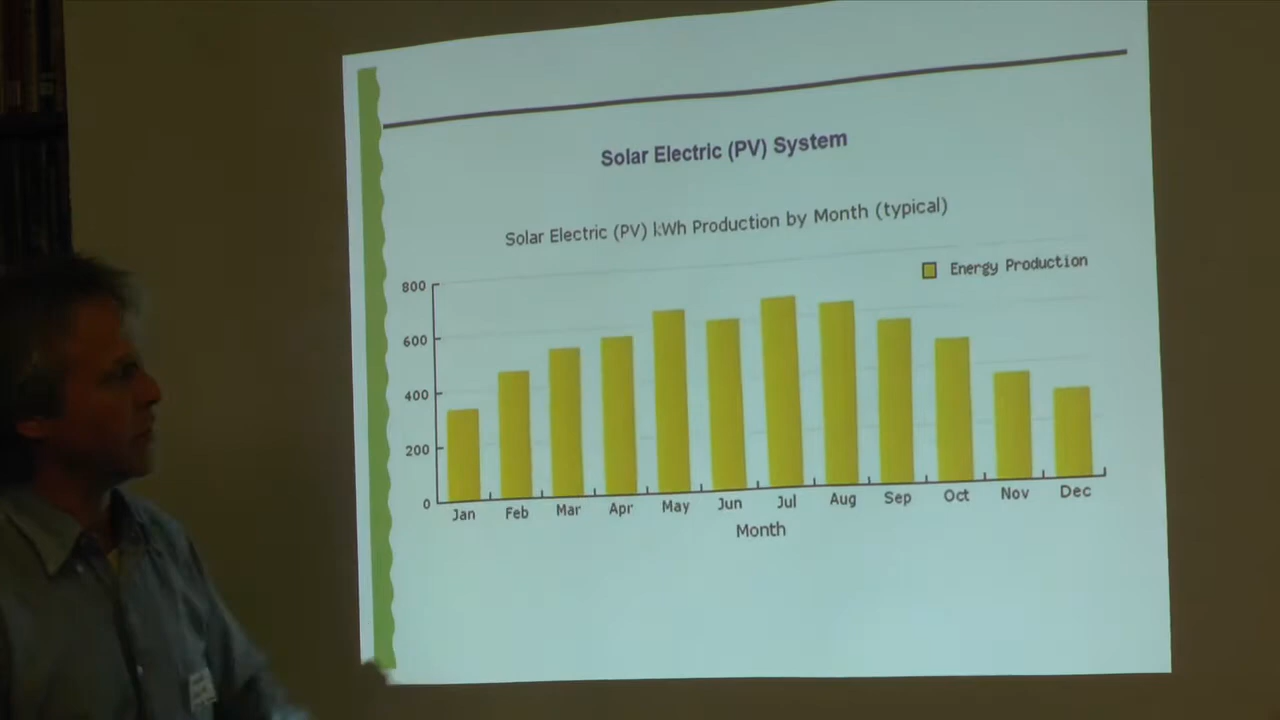 Solar Electric (PV) System
Solar Electric (PV) kWh Production by Month (typical)
Energy Production
800
600
400
200
0
Jan Feb Mar Apr May Jun Jul Aug Sep Oct Nov Dec
Month